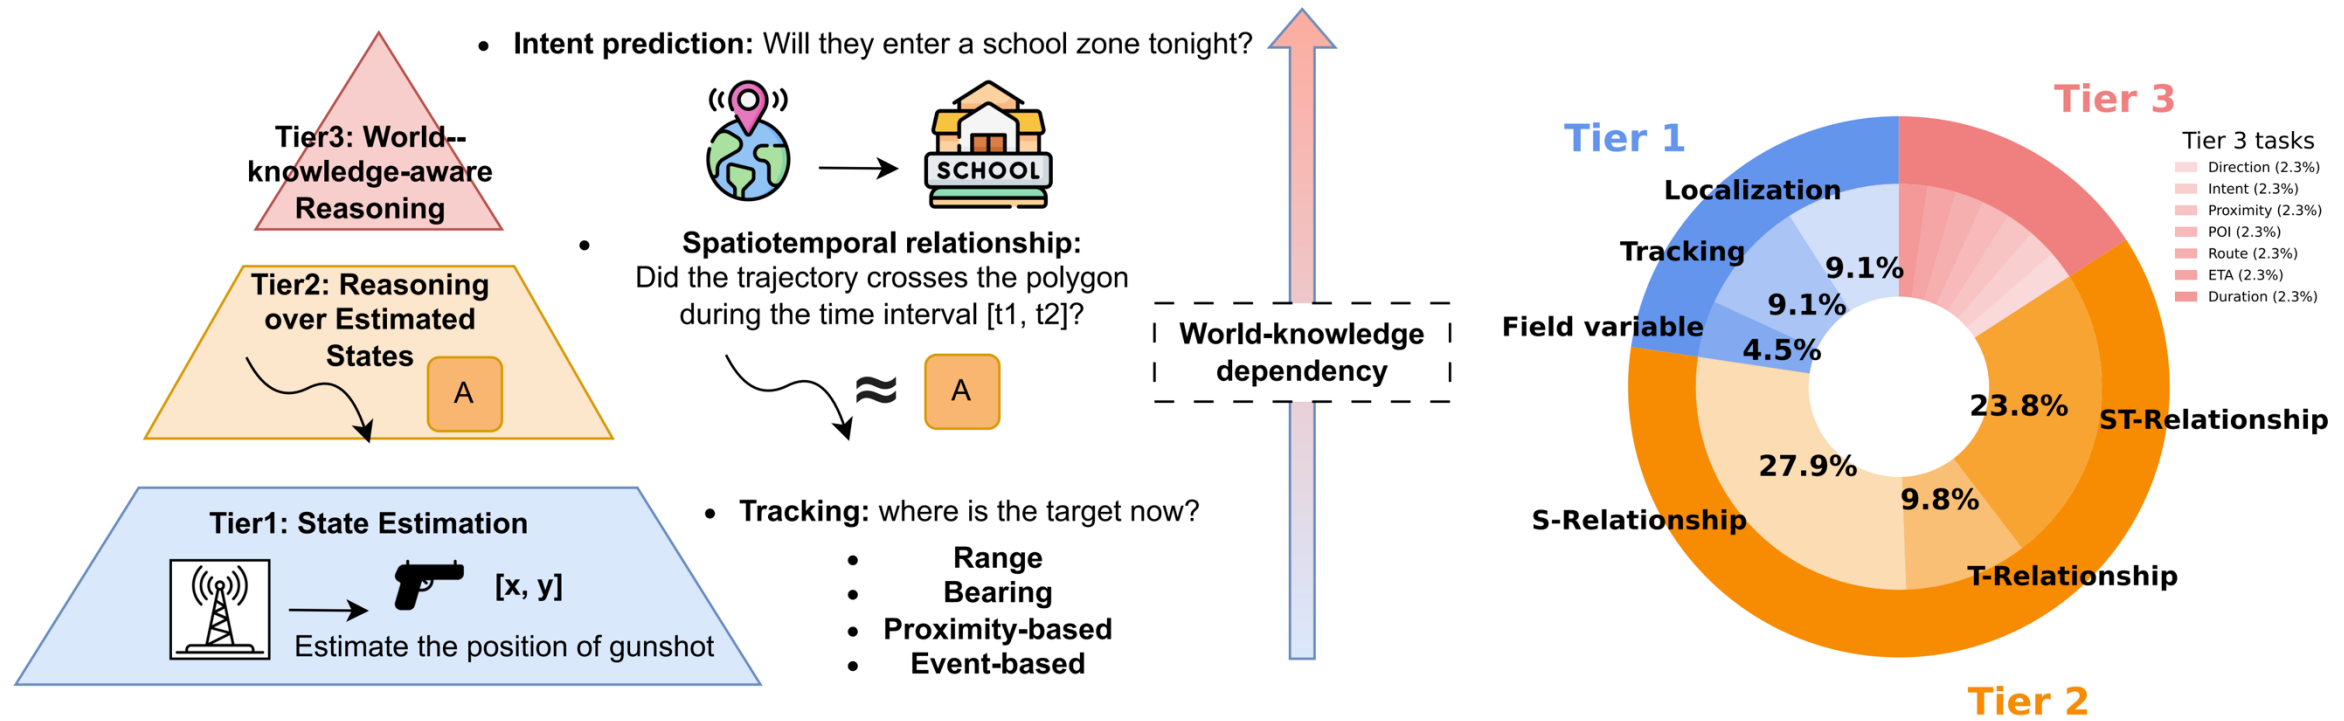 Tier3: World--
knowledge-aware
Reasoning
Tier2: Reasoning
over Estimated
States
A
Tier1: State Estimation
[x, y]
Estimate the position of gunshot
• Intent prediction: Will they enter a school zone tonight?
SCHOOL
• Spatiotemporal relationship:
Did the trajectory crosses the polygon
during the time interval [t1, t2]?
≈
A
• Tracking: where is the target now?
• Range
• Bearing
• Proximity-based
• Event-based
World-knowledge
dependency
Tier 1
Localization
9.1%
Tracking
9.1%
Field variable
4.5%
27.9%
S-Relationship
9.8%
T-Relationship
23.8%
ST-Relationship
Tier 2
Tier 3
Tier 3 tasks
Direction (2.3%)
Intent (2.3%)
Proximity (2.3%)
POI (2.3%)
Route (2.3%)
ETA (2.3%)
Duration (2.3%)